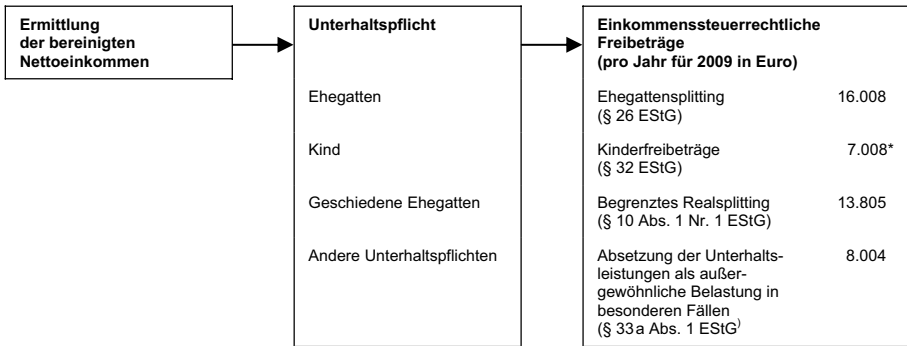 Ermittlung
der bereinigten
Nettoeinkommen
Unterhaltspflicht
Einkommenssteuerrechtliche
Freibeträge
(pro Jahr für 2009 in Euro)
Ehegatten
Ehegattensplitting 16.008
(§ 26 EStG)
Kind
Kinderfreibeträge 7.008*
(§ 32 EStG)
Geschiedene Ehegatten
Begrenztes Realsplitting 13.805
(§ 10 Abs. 1 Nr. 1 EStG)
Andere Unterhaltspflichten
Absetzung der Unterhalts- 8.004
leistungen als außer-
gewöhnliche Belastung in
besonderen Fällen
(§ 33a Abs. 1 EStG)